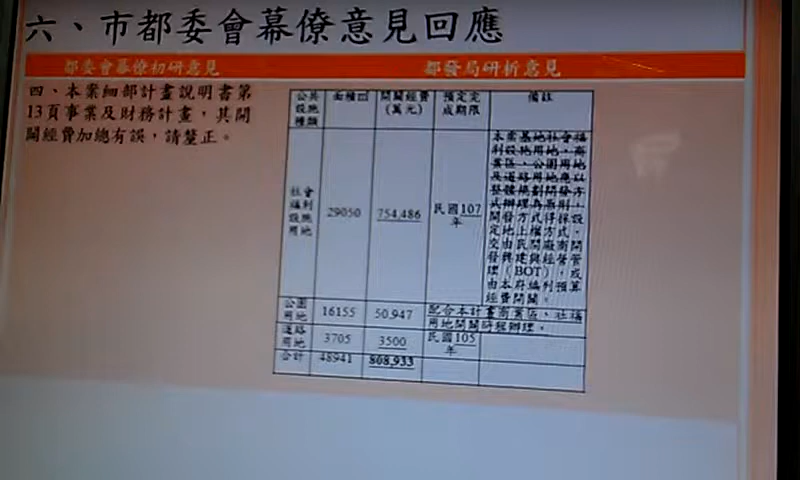 六、市都委會幕僚意見回應
都委會幕僚初研意見
都發局研析意見
四、本案細部計畫說明書第
13頁事業及財務計畫，其開
闢經費加總有誤，請釐正。
公共設施種類 面積㎡ 開闢經費(萬元) 預定完成期限 備註
社會福利設施用地 29050 754,486 民國107年
本案基地社會福
利設施用地、商
業區、公園用地
及道路用地應以
整體規劃開發方
式辦理為原則，
開發方式得採設
定地上權方式，
交由民間廠商開
發興建與經營管
理（BOT），或
由本府編列預算
經費開闢。
公園用地 16155 50,947 配合本計畫商業區、社福用地開闢時程辦理。
道路用地 3705 3500 民國105年
合計 48941 808,933